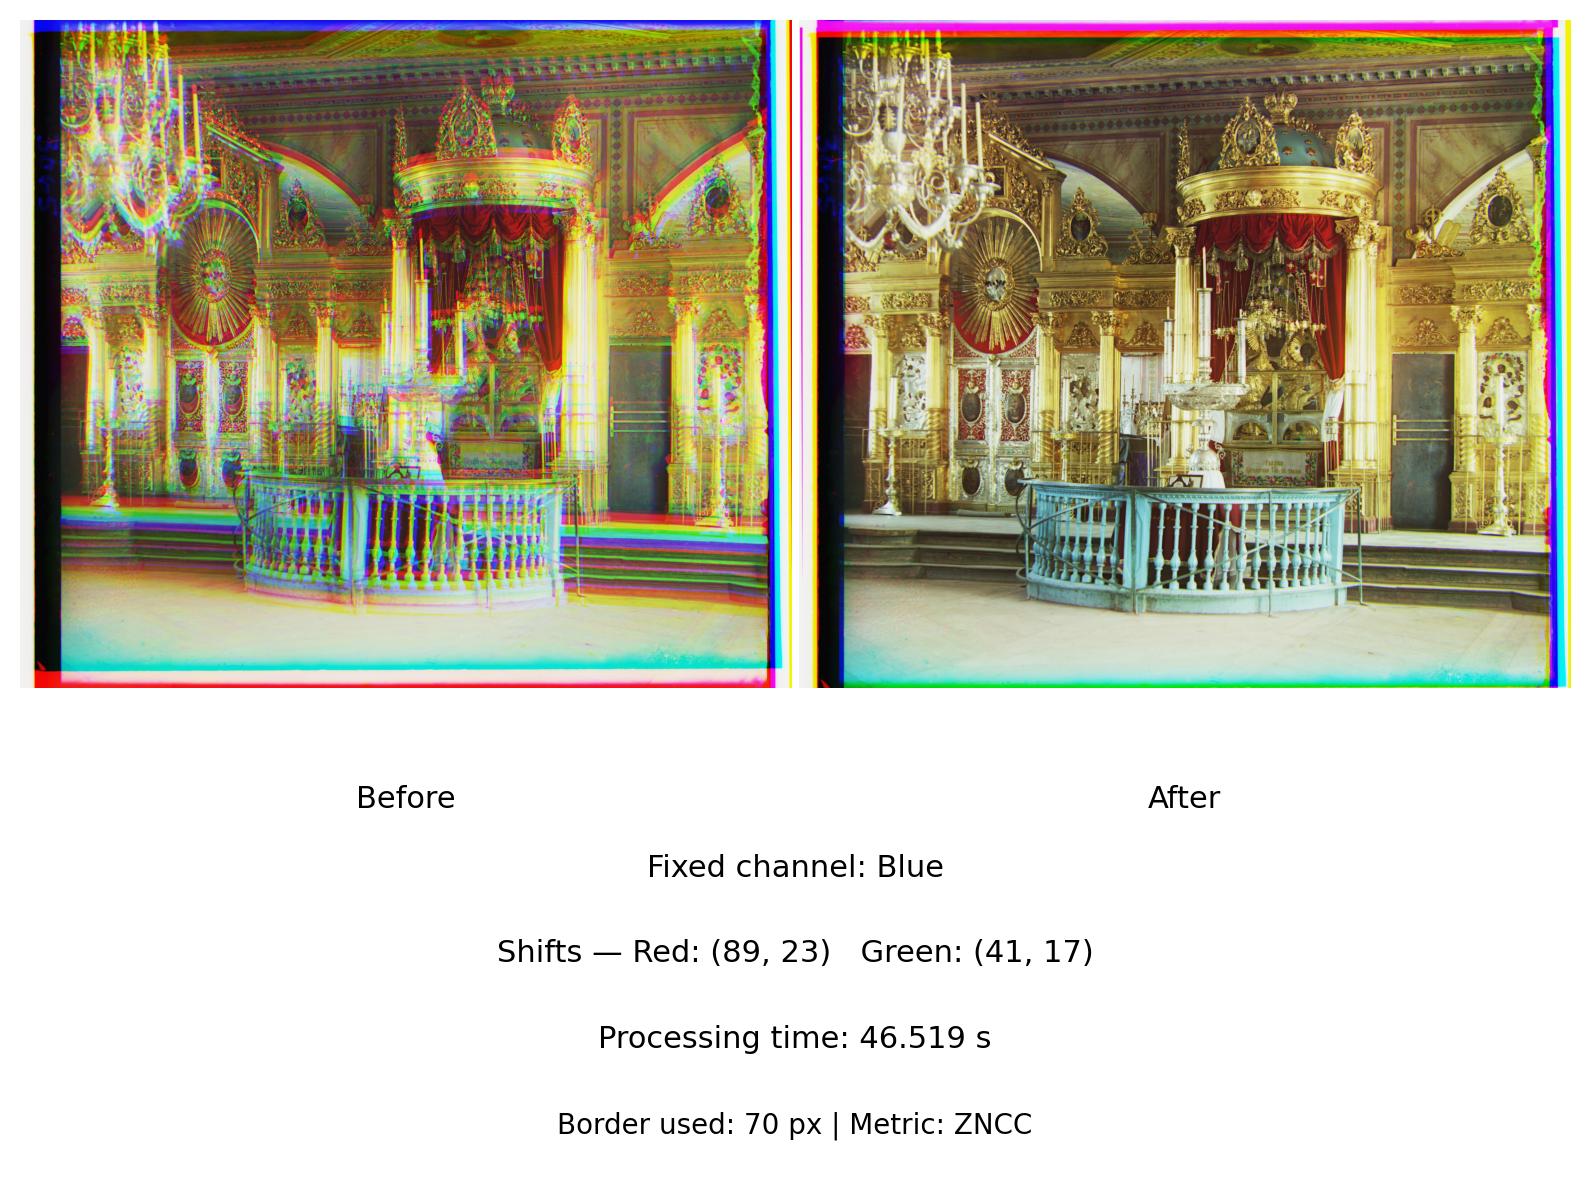 Before After
Fixed channel: Blue
Shifts — Red: (89, 23) Green: (41, 17)
Processing time: 46.519 s
Border used: 70 px | Metric: ZNCC